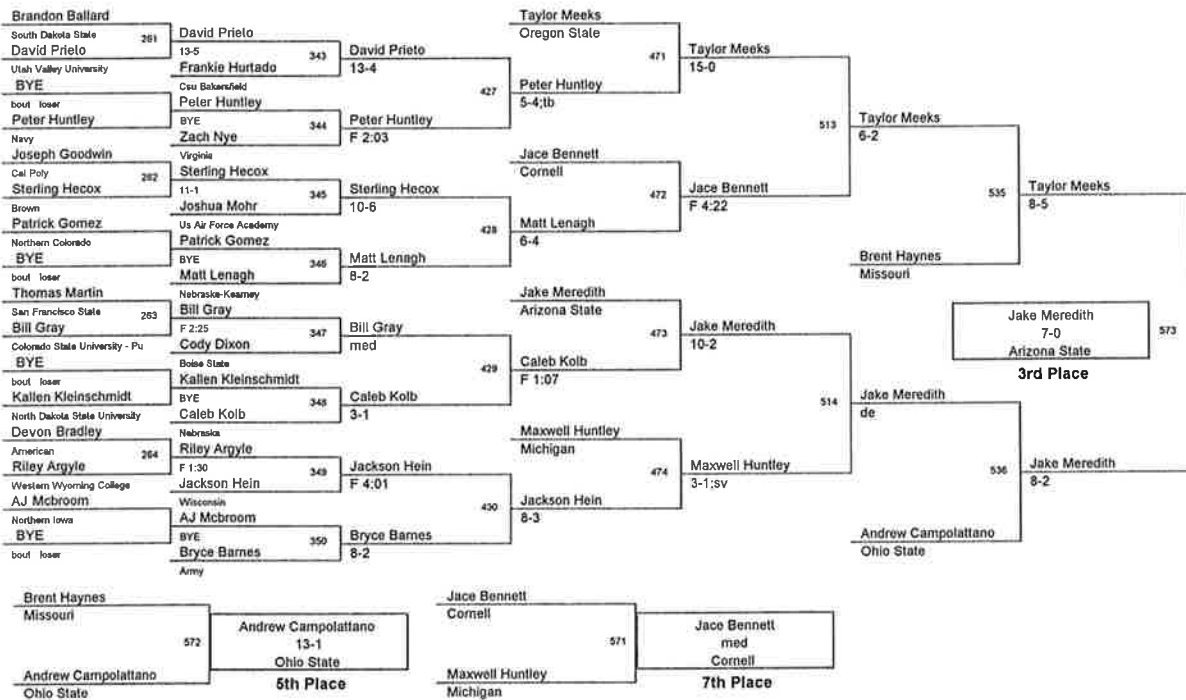 Brandon Ballard
South Dakota State
261
David Prieto
Utah Valley University
BYE
bout loser
Peter Huntley
Navy
Joseph Goodwin
Cal Poly
262
Sterling Hecox
Brown
Patrick Gomez
Northern Colorado
BYE
bout loser
Thomas Martin
San Francisco State
263
Bill Gray
Colorado State University - Pu
BYE
bout loser
Kallen Kleinschmidt
North Dakota State University
Devon Bradley
American
264
Riley Argyle
Western Wyoming College
AJ Mcbroom
Northern Iowa
BYE
bout loser
David Prieto
13-5
343
Frankie Hurtado
Csu Bakersfield
Peter Huntley
BYE
344
Zach Nye
Virginia
Sterling Hecox
11-1
345
Joshua Mohr
Us Air Force Academy
Patrick Gomez
BYE
346
Matt Lenagh
Nebraska-Kearney
Bill Gray
F 2:25
347
Cody Dixon
Boise State
Kallen Kleinschmidt
BYE
348
Caleb Kolb
Nebraska
Riley Argyle
F 1:30
349
Jackson Hein
Wisconsin
AJ Mcbroom
BYE
350
Bryce Barnes
Army
David Prieto
13-4
427
Peter Huntley
F 2:03
Sterling Hecox
10-6
428
Matt Lenagh
8-2
Bill Gray
med
429
Caleb Kolb
3-1
Jackson Hein
F 4:01
430
Bryce Barnes
8-2
Taylor Meeks
Oregon State
471
Peter Huntley
5-4;tb
Jace Bennett
Cornell
472
Matt Lenagh
6-4
Jake Meredith
Arizona State
473
Caleb Kolb
F 1:07
Maxwell Huntley
Michigan
474
Jackson Hein
8-3
Taylor Meeks
15-0
513
Jace Bennett
F 4:22
Jake Meredith
10-2
514
Maxwell Huntley
3-1;sv
Taylor Meeks
6-2
535
Brent Haynes
Missouri
Jake Meredith
de
536
Andrew Campolattano
Ohio State
Taylor Meeks
8-5
Jake Meredith
8-2
Jake Meredith
7-0
Arizona State
573
3rd Place
Brent Haynes
Missouri
572
Andrew Campolattano
Ohio State
Andrew Campolattano
13-1
Ohio State
5th Place
Jace Bennett
Cornell
571
Maxwell Huntley
Michigan
Jace Bennett
med
Cornell
7th Place